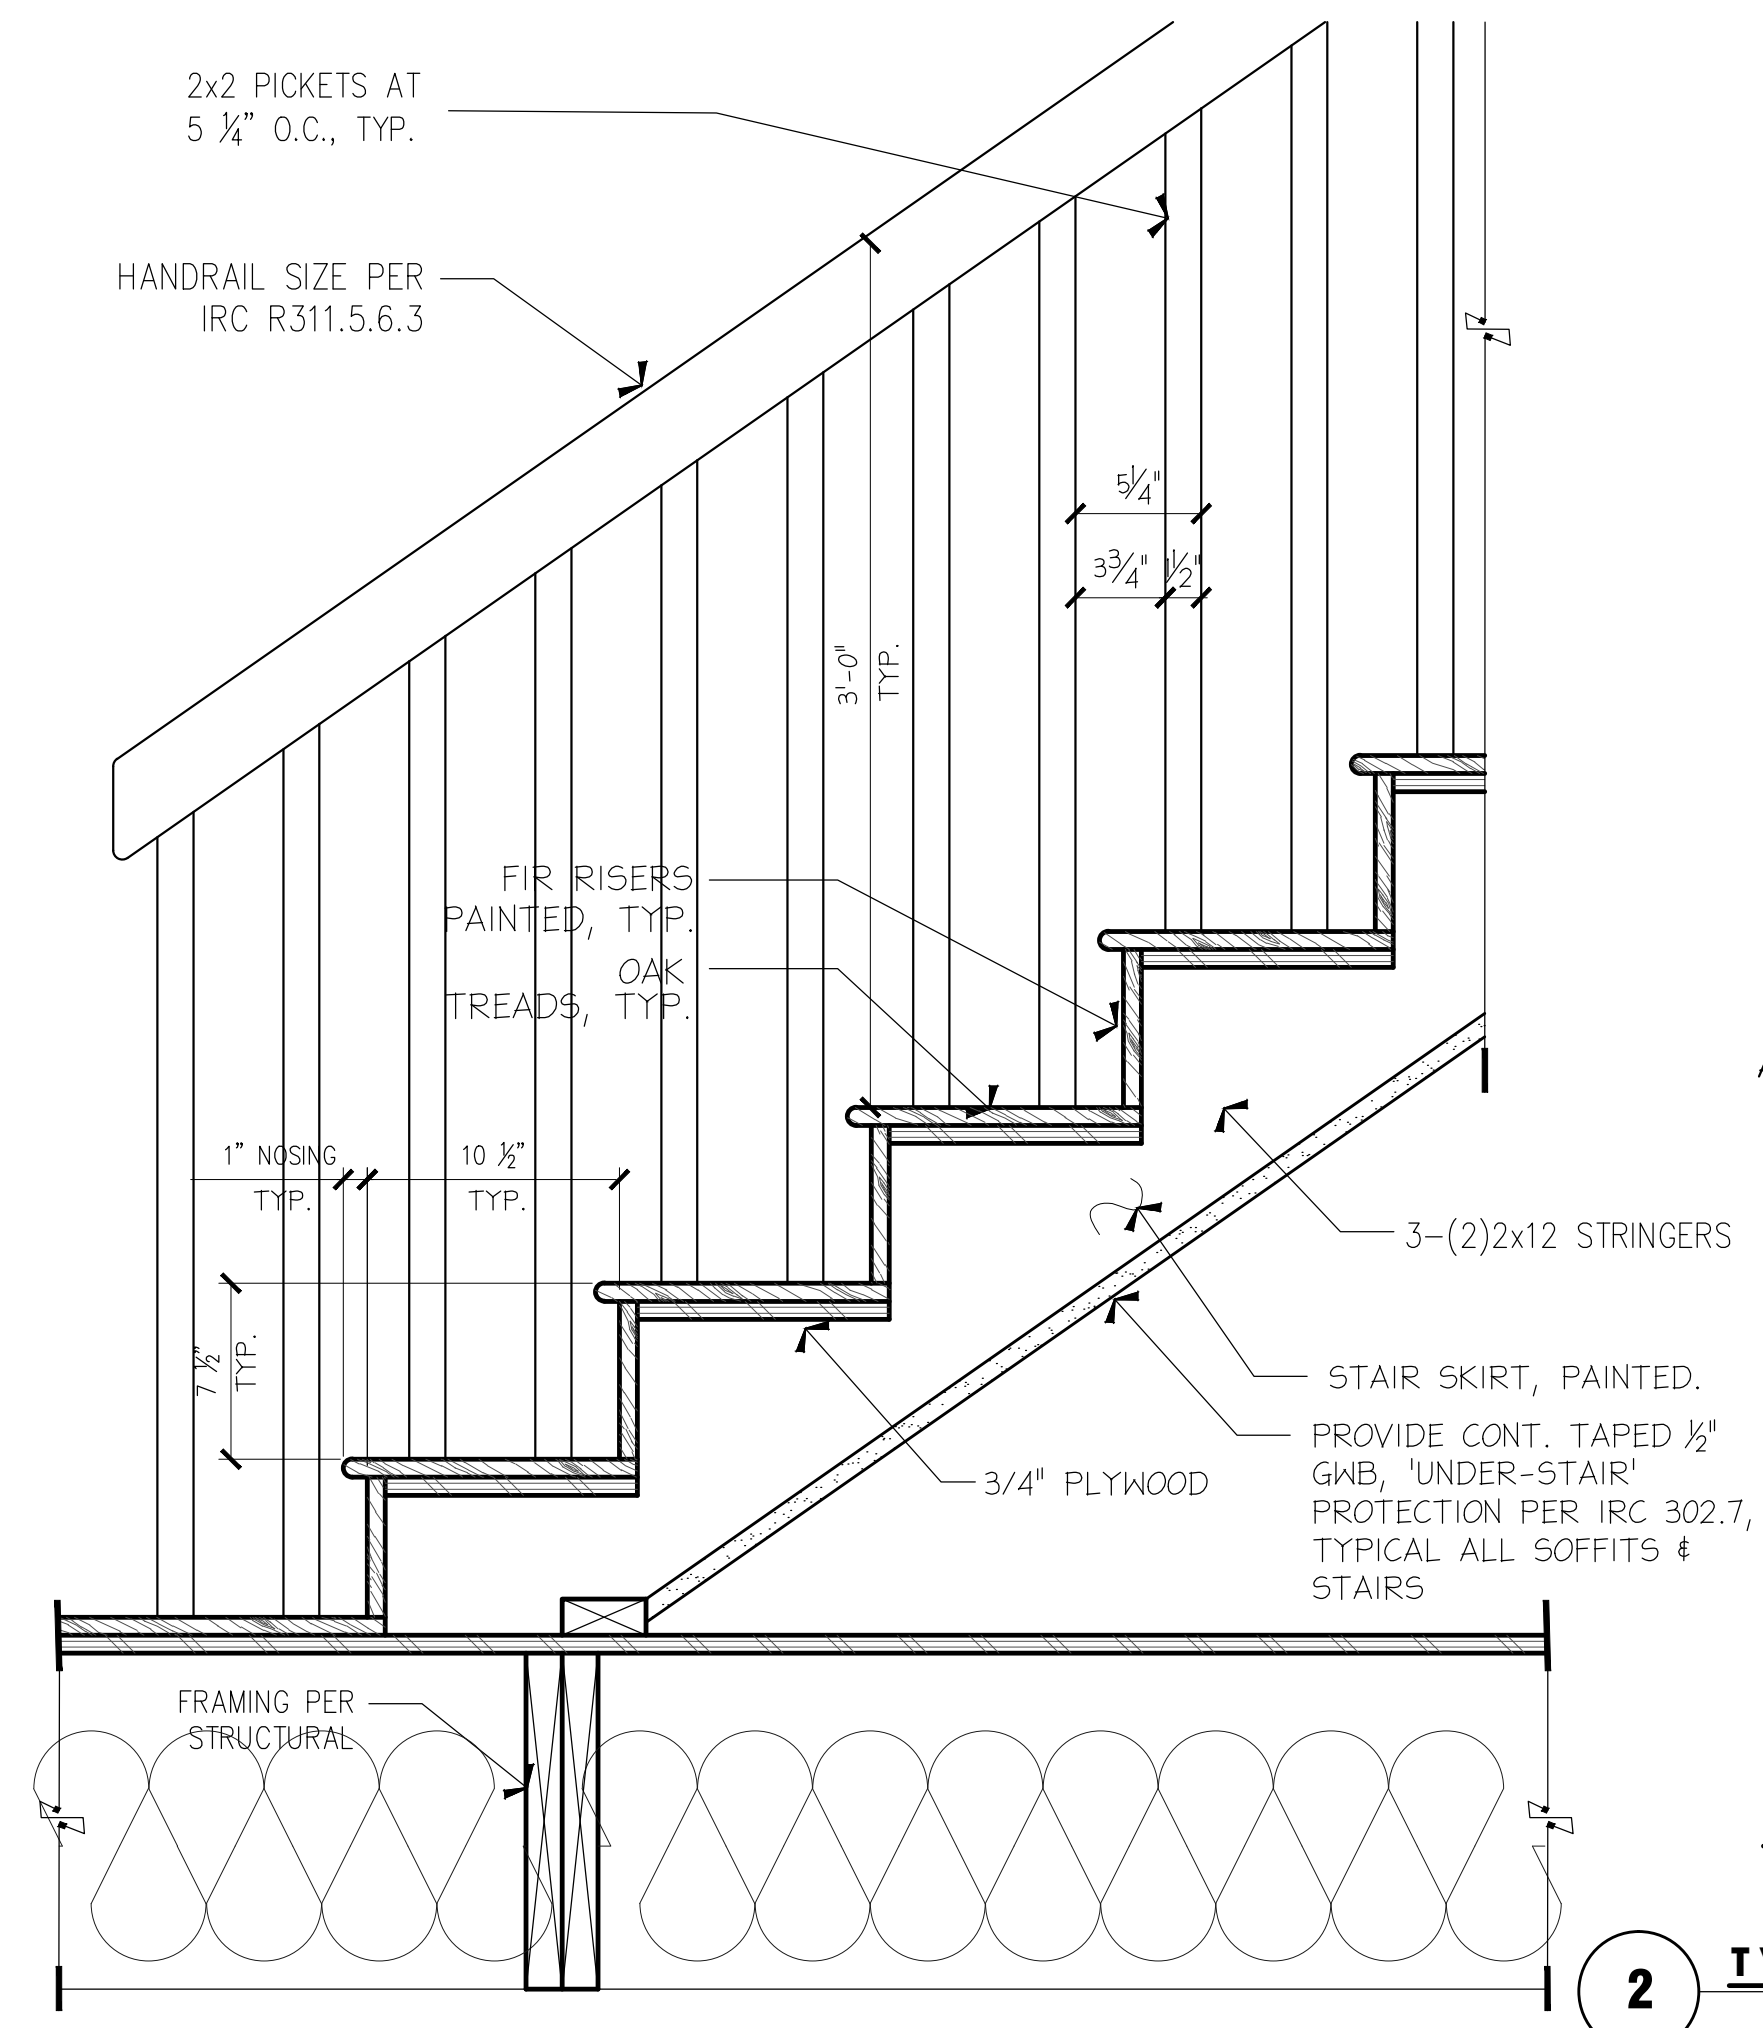 2x2 PICKETS AT
5 ¼” O.C., TYP.
HANDRAIL SIZE PER
IRC R311.5.6.3
5¼"
3¾" 1½"
3'-0"
TYP.
FIR RISERS
PAINTED, TYP.
OAK
TREADS, TYP.
1” NOSING
TYP.
10 ½”
TYP.
7 ½”
TYP.
3-(2)2x12 STRINGERS
STAIR SKIRT, PAINTED.
PROVIDE CONT. TAPED ½"
GWB, 'UNDER-STAIR'
PROTECTION PER IRC 302.7,
TYPICAL ALL SOFFITS &
STAIRS
3/4" PLYWOOD
FRAMING PER
STRUCTURAL
2